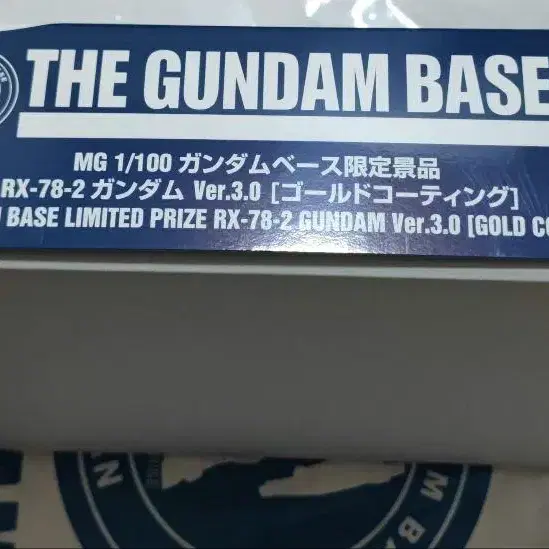 THE GUNDAM BASE
MG 1/100 ガンダムベース限定景品
RX-78-2 ガンダム Ver.3.0 [ゴールドコーティング]
BASE LIMITED PRIZE RX-78-2 GUNDAM Ver.3.0 [GOLD